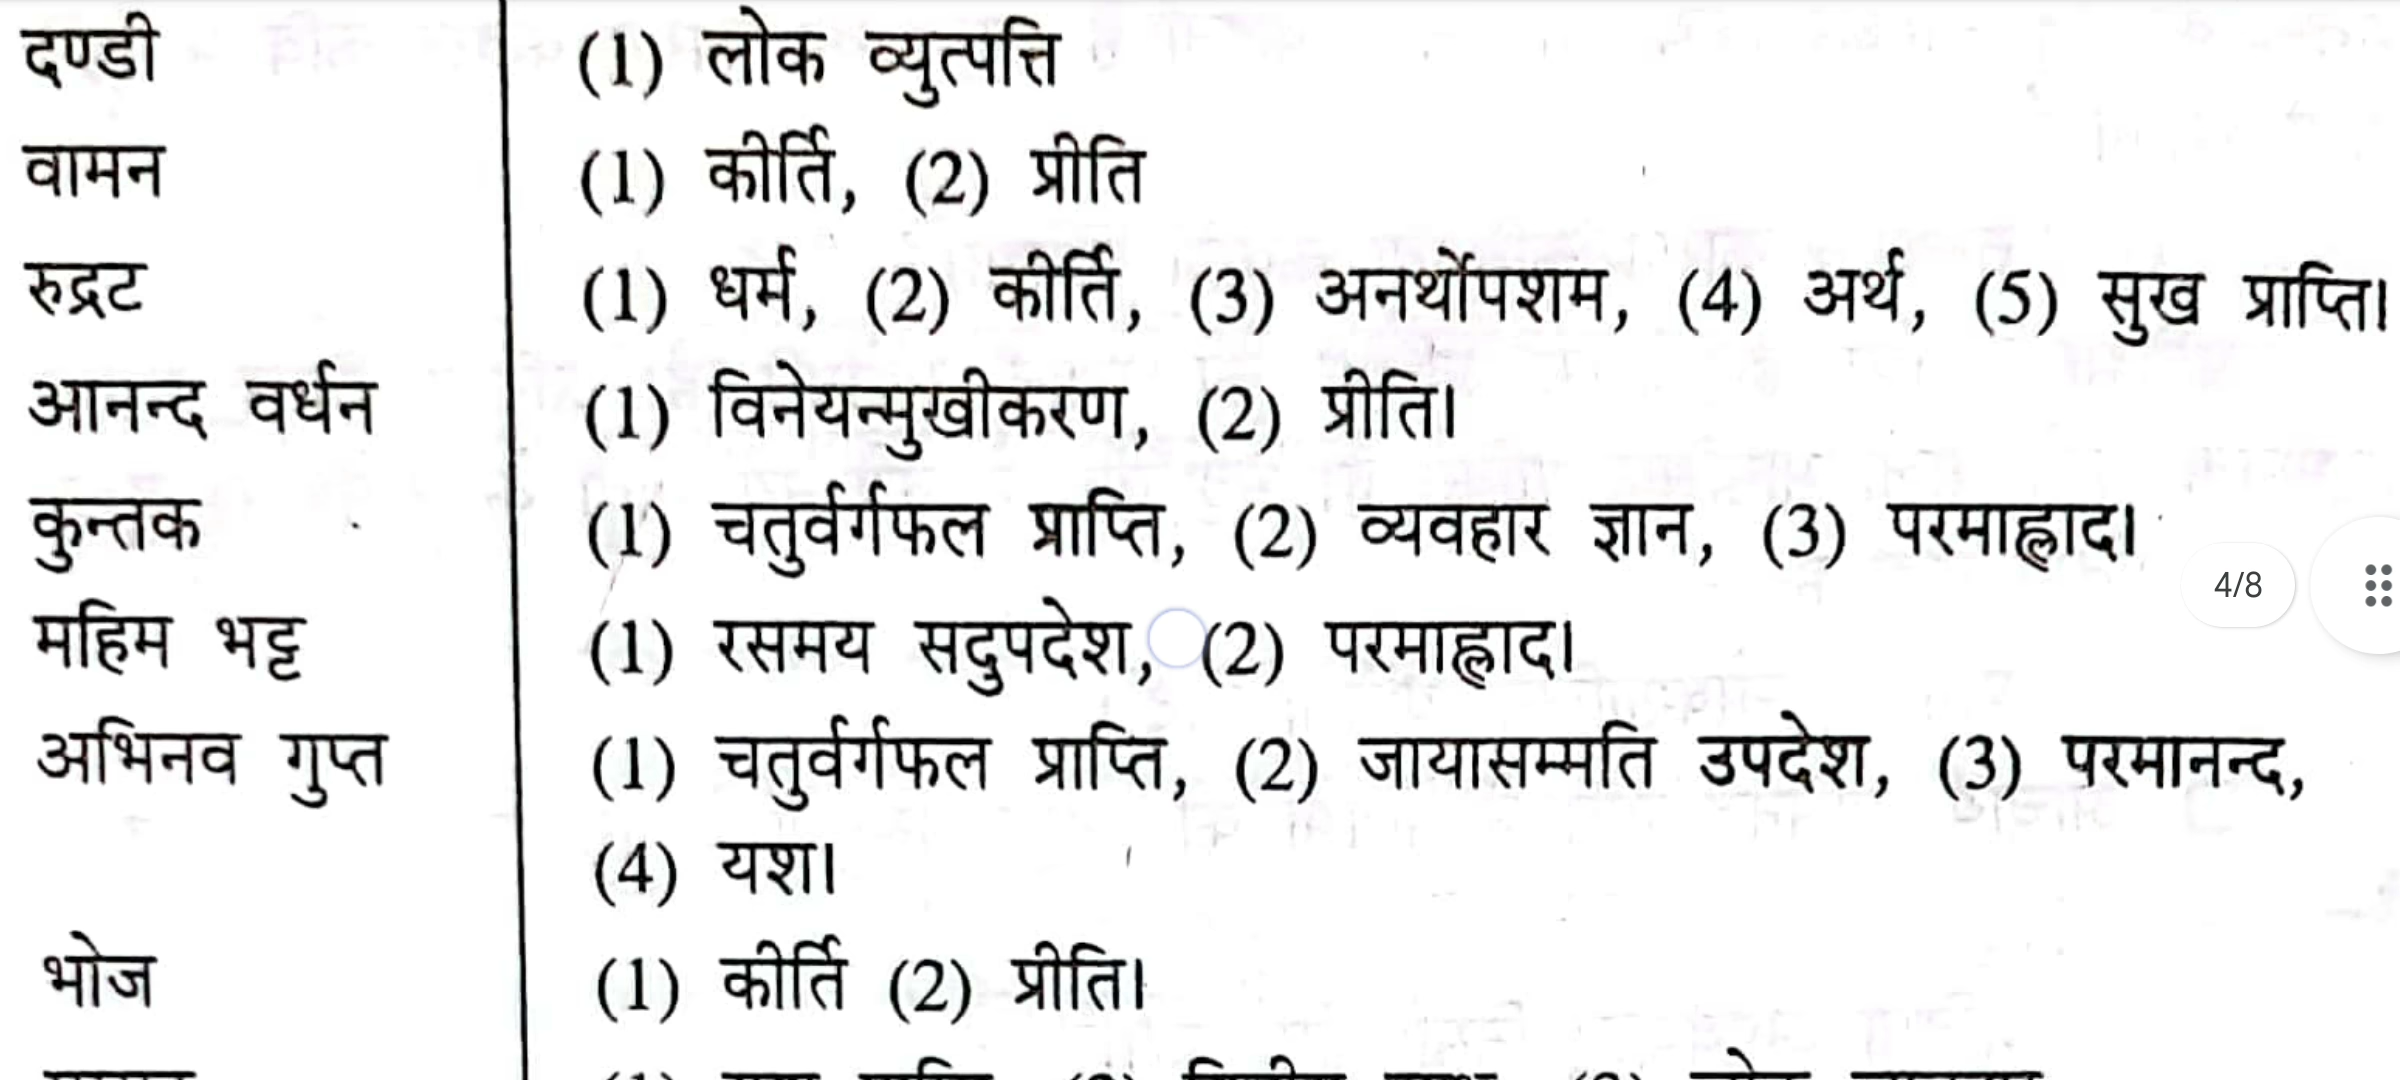 दण्डी (1) लोक व्युत्पत्ति
वामन (1) कीर्ति, (2) प्रीति
रुद्रट (1) धर्म, (2) कीर्ति, (3) अनर्थोपशम, (4) अर्थ, (5) सुख प्राप्ति।
आनन्द वर्धन (1) विनेयन्मुखीकरण, (2) प्रीति।
कुन्तक (1) चतुर्वर्गफल प्राप्ति, (2) व्यवहार ज्ञान, (3) परमाह्लाद।
4/8
महिम भट्ट (1) रसमय सदुपदेश, (2) परमाह्लाद।
अभिनव गुप्त (1) चतुर्वर्गफल प्राप्ति, (2) जायासम्मति उपदेश, (3) परमानन्द,
(4) यश।
भोज (1) कीर्ति (2) प्रीति।